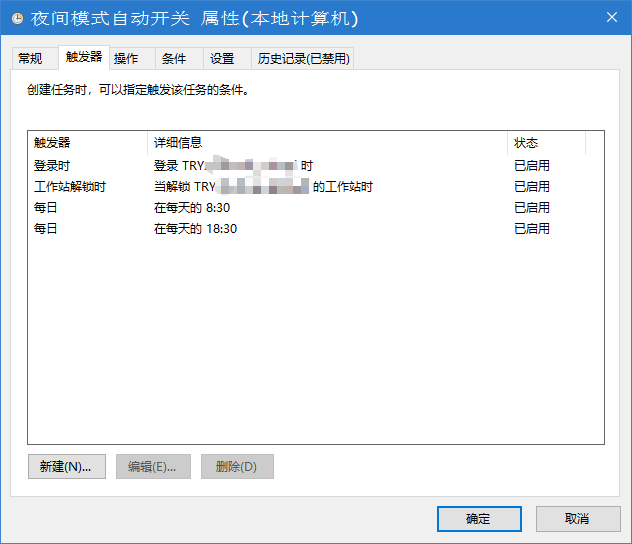 夜间模式自动开关 属性(本地计算机)
常规 触发器 操作 条件 设置 历史记录(已禁用)
创建任务时，可以指定触发该任务的条件。
触发器 详细信息 状态
登录时 登录 TRY 时 已启用
工作站解锁时 当解锁 TRY 的工作站时 已启用
每日 在每天的 8:30 已启用
每日 在每天的 18:30 已启用
新建(N)... 编辑(E)... 删除(D)
确定 取消